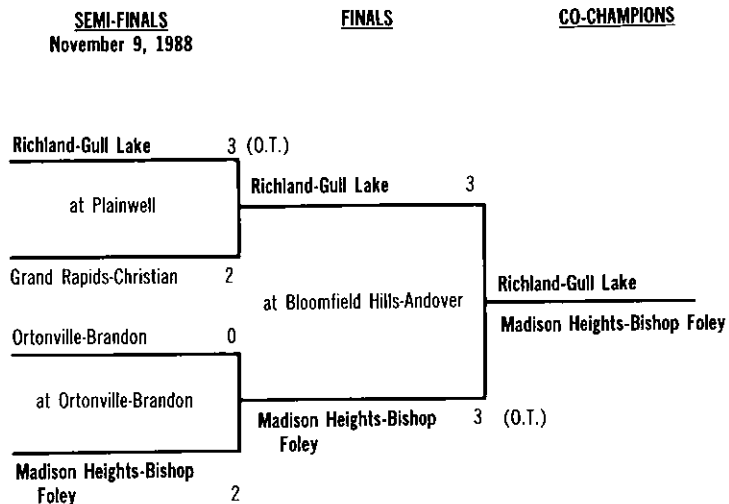 SEMI-FINALS
November 9, 1988
FINALS
CO-CHAMPIONS
Richland-Gull Lake 3 (O.T.)
at Plainwell
Grand Rapids-Christian 2
Ortonville-Brandon 0
at Ortonville-Brandon
Madison Heights-Bishop
Foley 2
Richland-Gull Lake 3
at Bloomfield Hills-Andover
Madison Heights-Bishop 3 (O.T.)
Foley
Richland-Gull Lake
Madison Heights-Bishop Foley